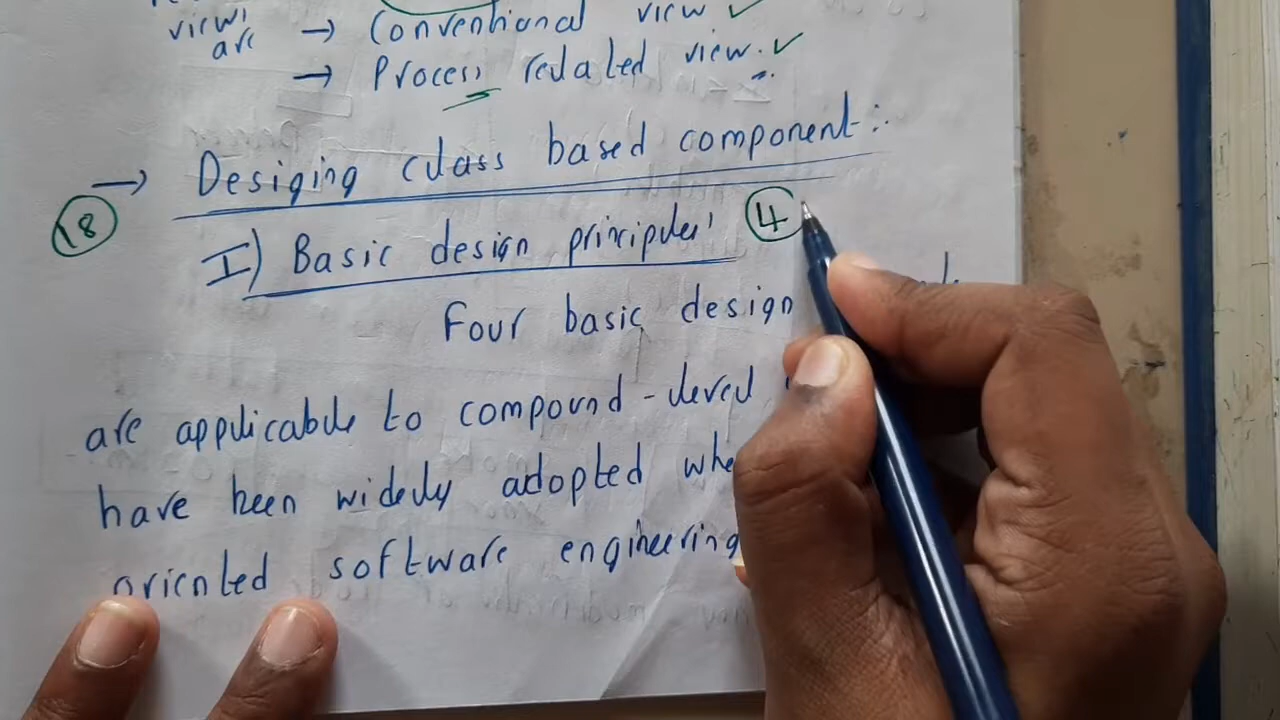 view'
are → Conventional view ✓
→ Process related view. ✓
→ Desiging class based component :
18
I) Basic design principles' 4
Four basic design
are applicable to compound-level
have been widely adopted whe
oriented software engineering